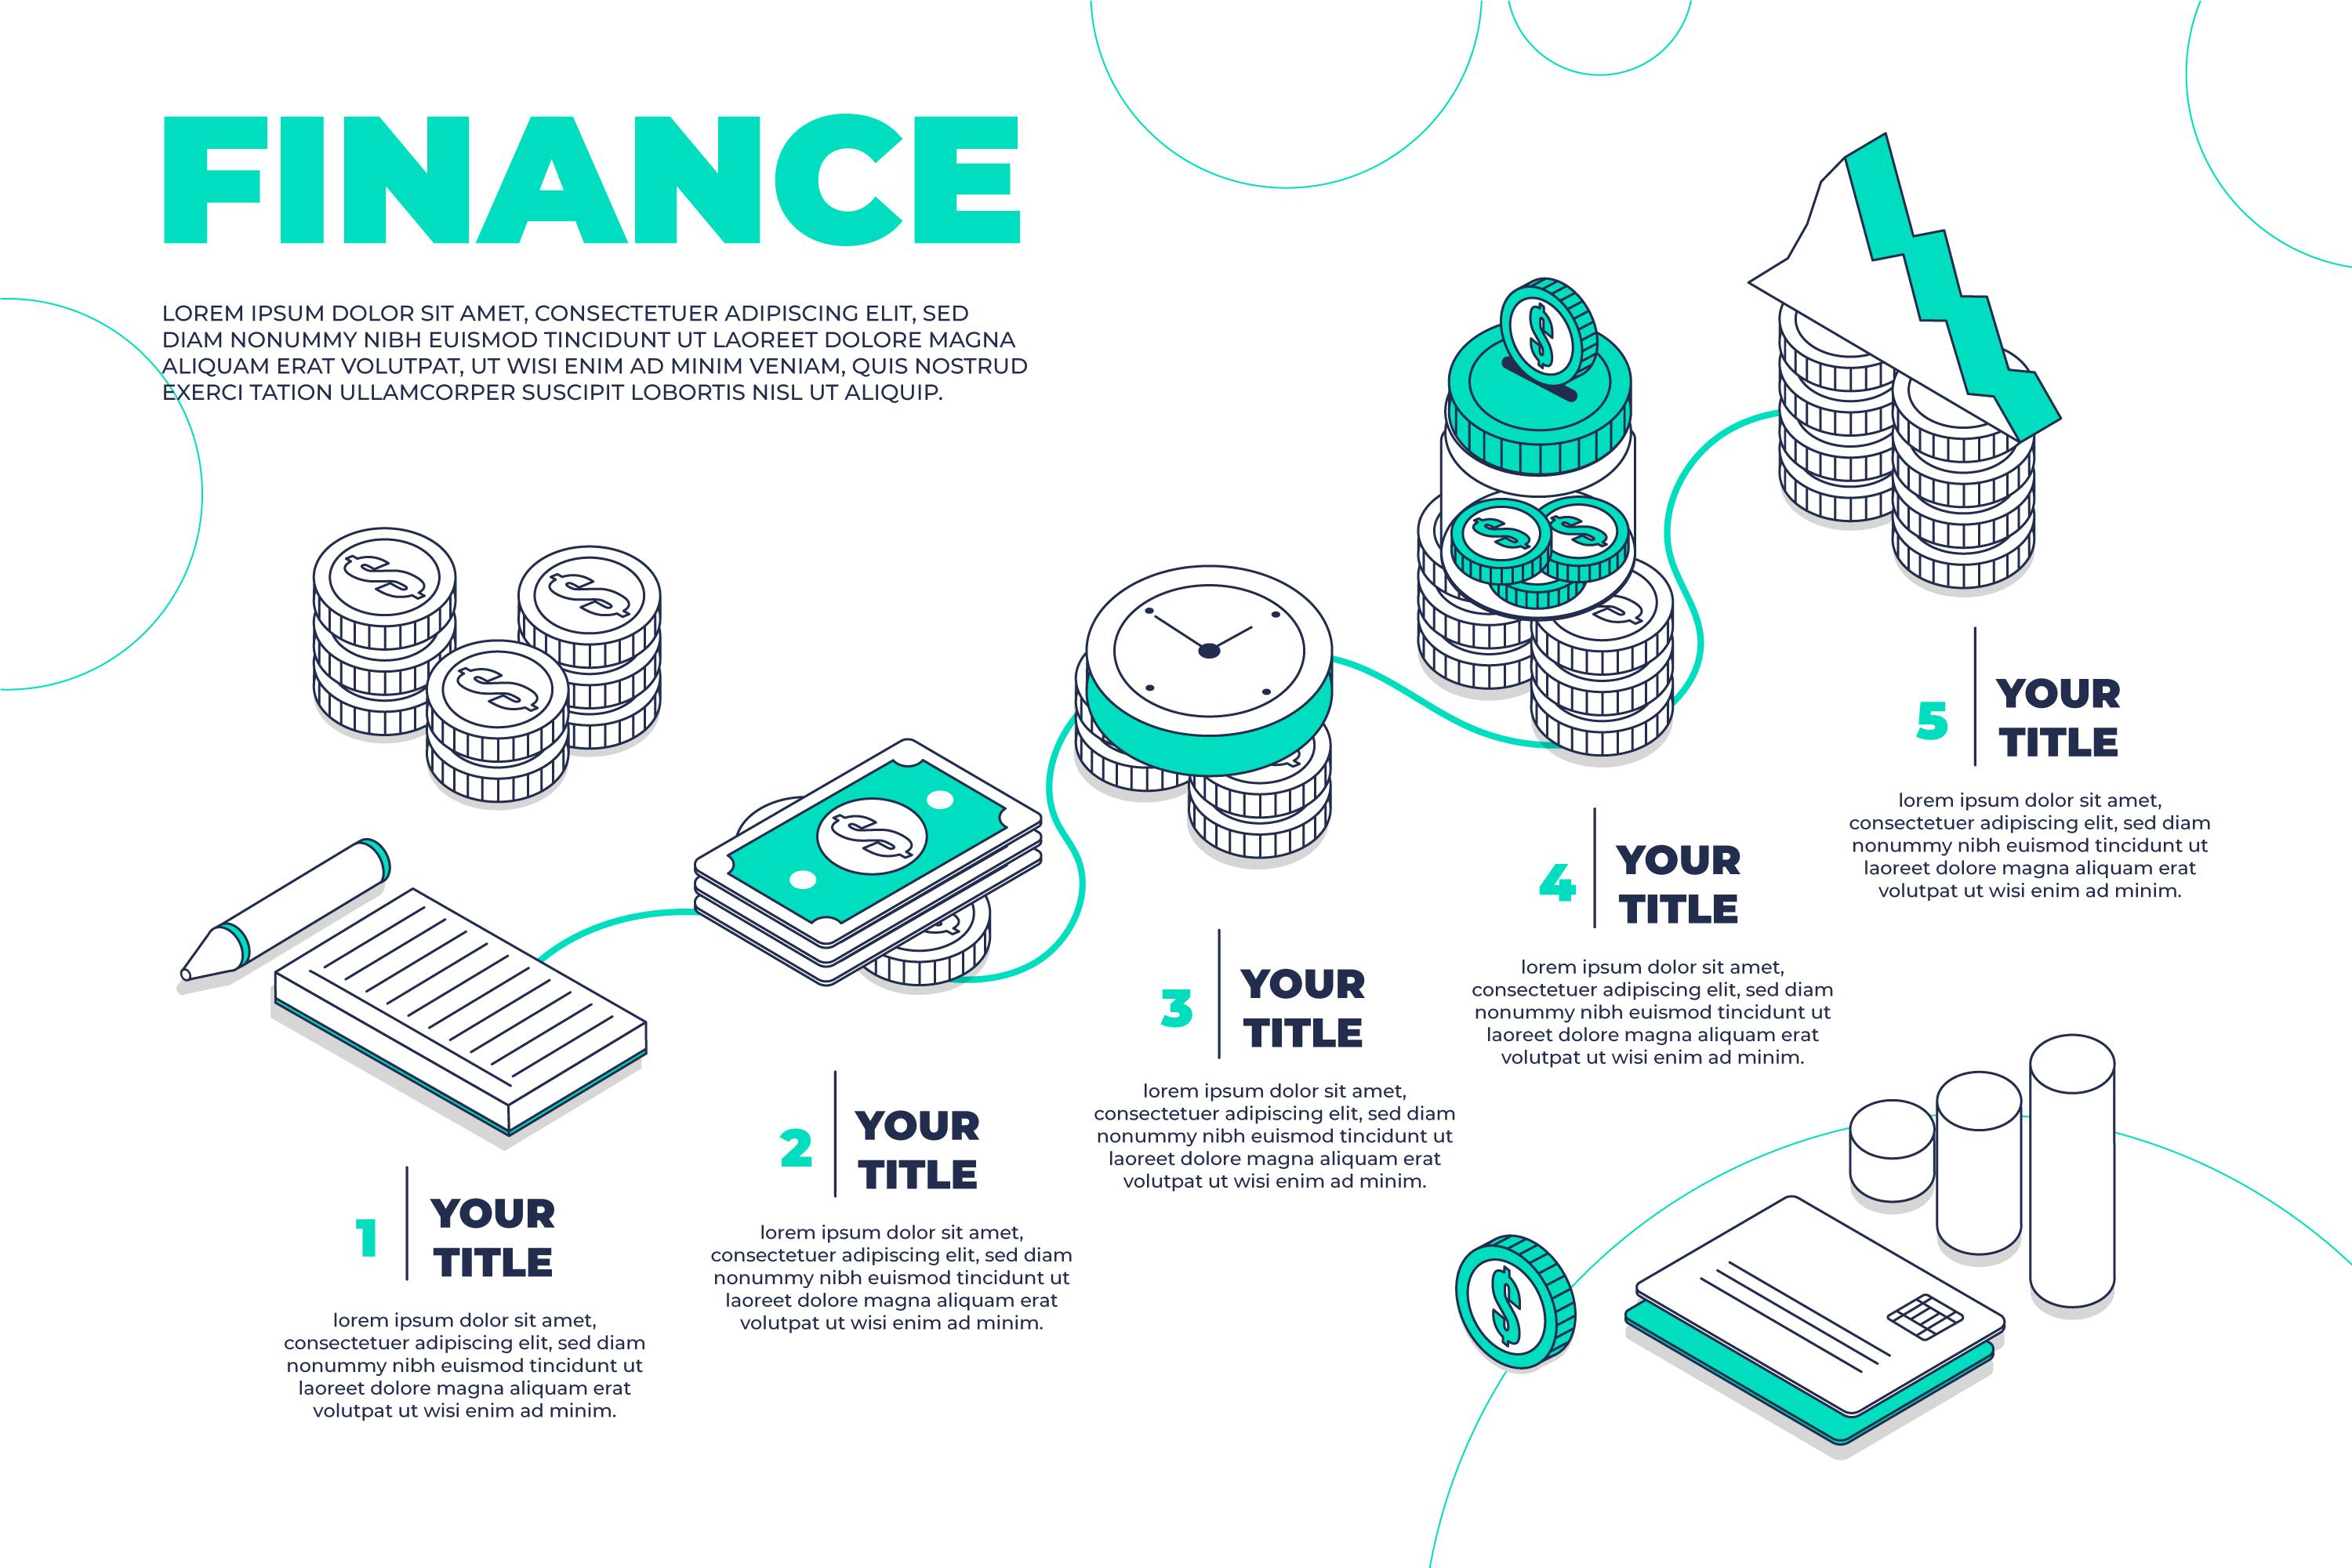 FINANCE
LOREM IPSUM DOLOR SIT AMET, CONSECTETUER ADIPISCING ELIT, SED
DIAM NONUMMY NIBH EUISMOD TINCIDUNT UT LAOREET DOLORE MAGNA
ALIQUAM ERAT VOLUTPAT, UT WISI ENIM AD MINIM VENIAM, QUIS NOSTRUD
EXERCI TATION ULLAMCORPER SUSCIPIT LOBORTIS NISL UT ALIQUIP.
1
YOUR
TITLE
lorem ipsum dolor sit amet,
consectetuer adipiscing elit, sed diam
nonummy nibh euismod tincidunt ut
laoreet dolore magna aliquam erat
volutpat ut wisi enim ad minim.
2
YOUR
TITLE
lorem ipsum dolor sit amet,
consectetuer adipiscing elit, sed diam
nonummy nibh euismod tincidunt ut
laoreet dolore magna aliquam erat
volutpat ut wisi enim ad minim.
3
YOUR
TITLE
lorem ipsum dolor sit amet,
consectetuer adipiscing elit, sed diam
nonummy nibh euismod tincidunt ut
laoreet dolore magna aliquam erat
volutpat ut wisi enim ad minim.
4
YOUR
TITLE
lorem ipsum dolor sit amet,
consectetuer adipiscing elit, sed diam
nonummy nibh euismod tincidunt ut
laoreet dolore magna aliquam erat
volutpat ut wisi enim ad minim.
5
YOUR
TITLE
lorem ipsum dolor sit amet,
consectetuer adipiscing elit, sed diam
nonummy nibh euismod tincidunt ut
laoreet dolore magna aliquam erat
volutpat ut wisi enim ad minim.